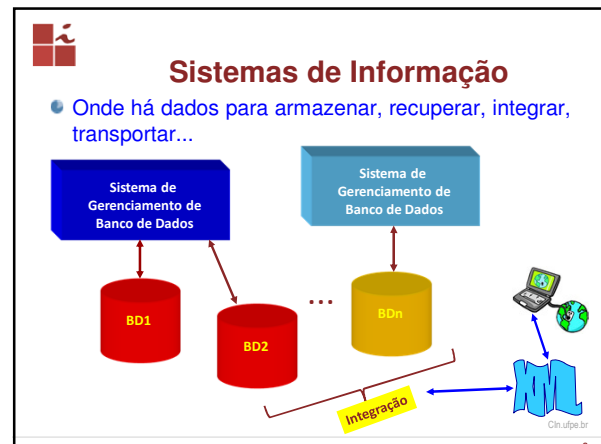 Sistemas de Informação
Onde há dados para armazenar, recuperar, integrar,
transportar...
Sistema de
Gerenciamento de
Banco de Dados
Sistema de
Gerenciamento de
Banco de Dados
BD1
BD2
...
BDn
Integração
XML
CIn.ufpe.br